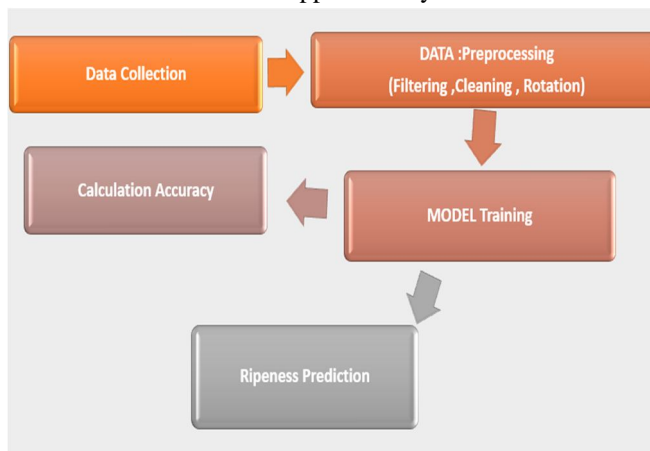 Data Collection
DATA :Preprocessing
(Filtering ,Cleaning , Rotation)
Calculation Accuracy
MODEL Training
Ripeness Prediction